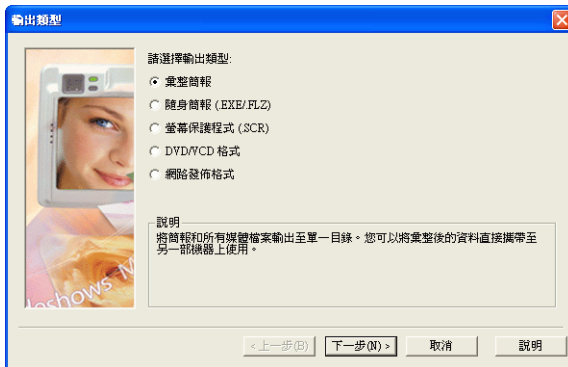 輸出類型
請選擇輸出類型:
彙整簡報
隨身簡報 (.EXE/.FLZ)
螢幕保護程式 (.SCR)
DVD/VCD 格式
網路發佈格式
說明
將簡報和所有媒體檔案輸出至單一目錄。您可以將彙整後的資料直接攜帶至
另一部機器上使用。
eshows M
<上一步(B)
下一步(N) >
取消
說明